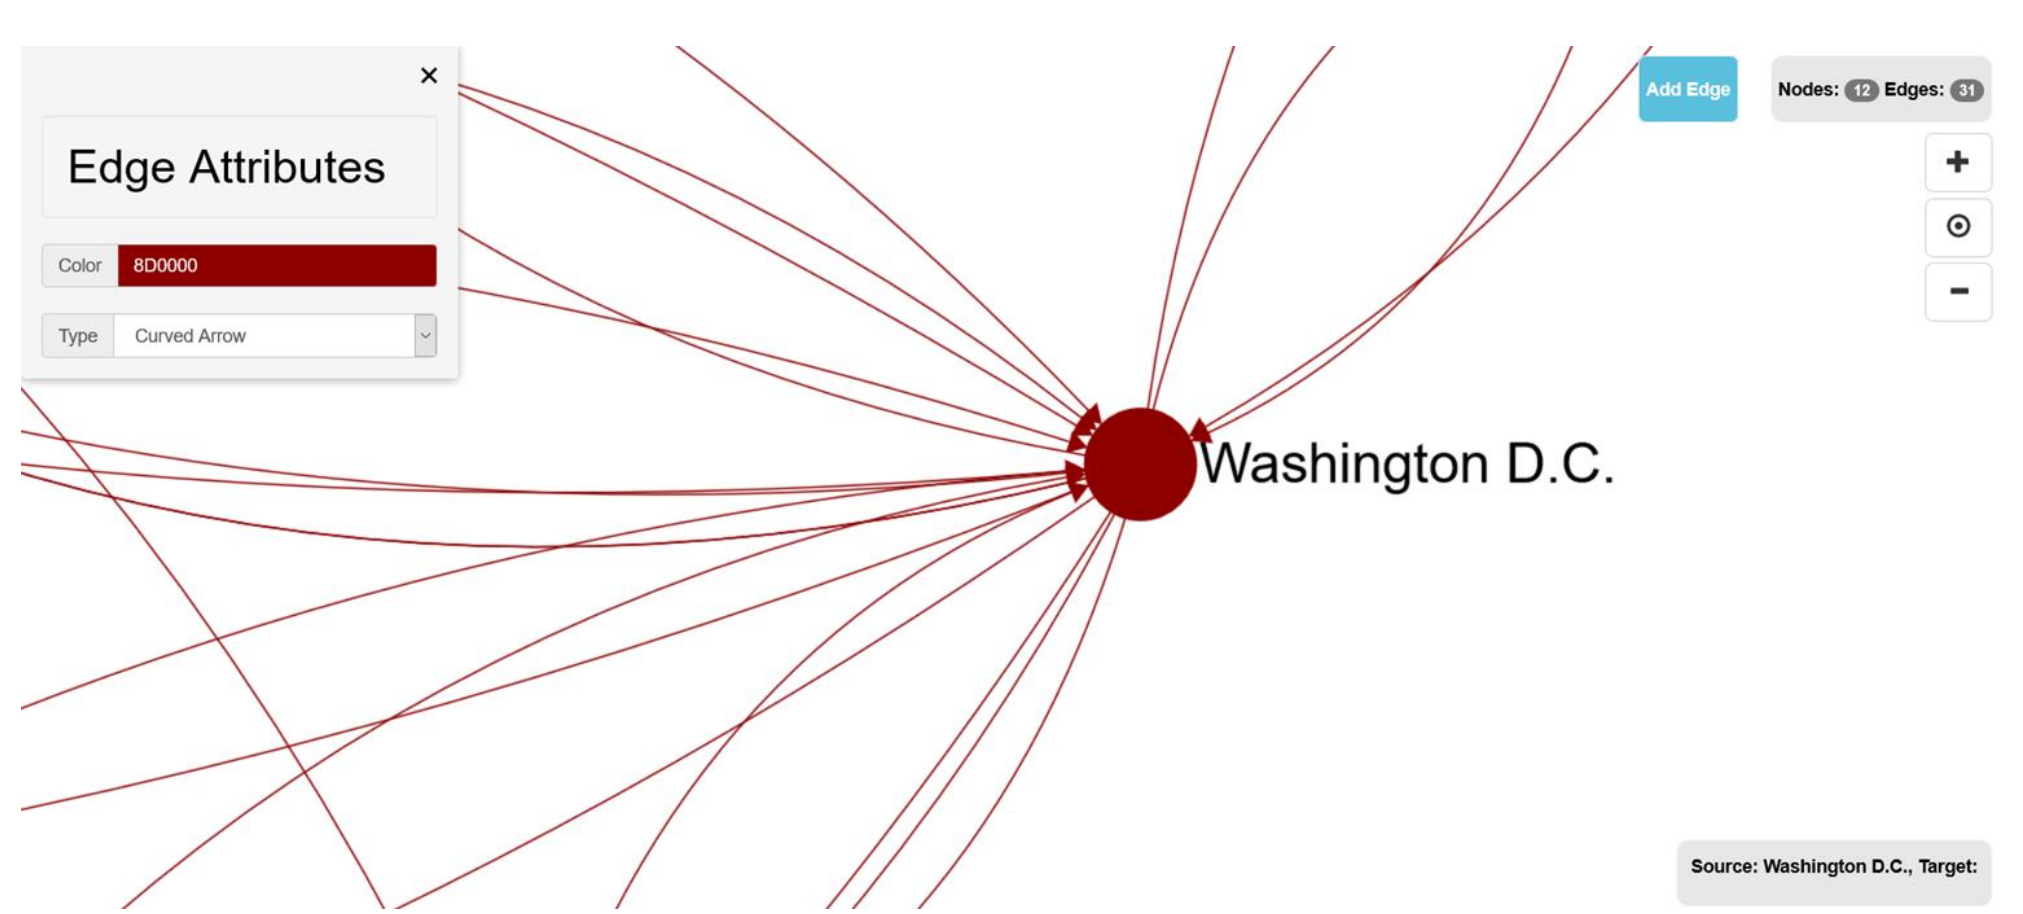 ×
Edge Attributes
Color 8D0000
Type Curved Arrow
Add Edge
Nodes: 12 Edges: 31
+
−
Washington D.C.
Source: Washington D.C., Target: